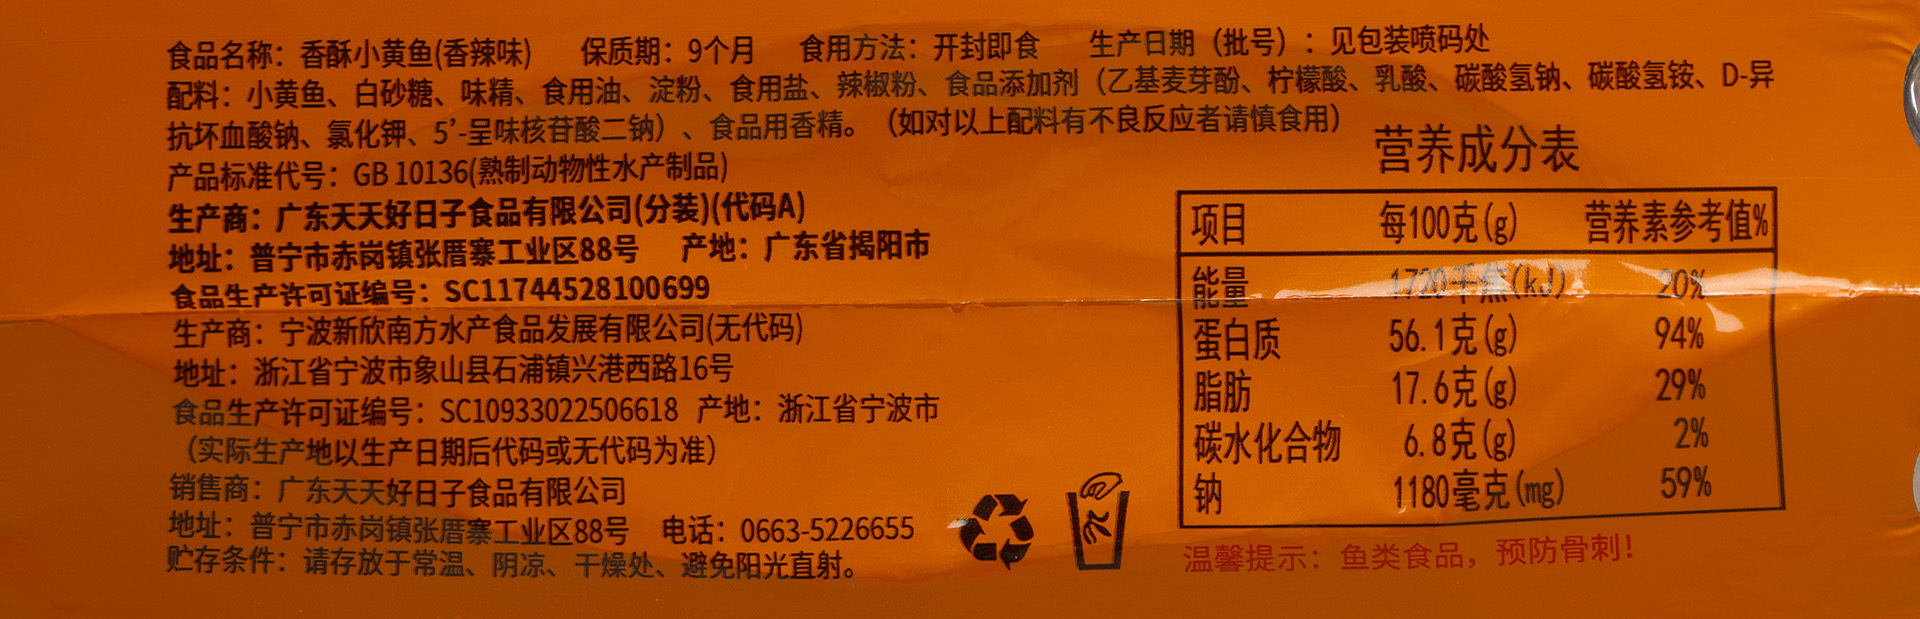 食品名称：香酥小黄鱼(香辣味)　保质期：9个月　食用方法：开封即食　生产日期（批号）：见包装喷码处
配料：小黄鱼、白砂糖、味精、食用油、淀粉、食用盐、辣椒粉、食品添加剂（乙基麦芽酚、柠檬酸、乳酸、碳酸氢钠、碳酸氢铵、D-异
抗坏血酸钠、氯化钾、5’-呈味核苷酸二钠）、食品用香精。（如对以上配料有不良反应者请慎食用）
产品标准代号：GB 10136(熟制动物性水产制品)
生产商：广东天天好日子食品有限公司(分装)(代码A)
地址：普宁市赤岗镇张厝寨工业区88号　产地：广东省揭阳市
食品生产许可证编号：SC11744528100699
生产商：宁波新欣南方水产食品发展有限公司(无代码)
地址：浙江省宁波市象山县石浦镇兴港西路16号
食品生产许可证编号：SC10933022506618 产地：浙江省宁波市
（实际生产地以生产日期后代码或无代码为准）
销售商：广东天天好日子食品有限公司
地址：普宁市赤岗镇张厝寨工业区88号　电话：0663-5226655
贮存条件：请存放于常温、阴凉、干燥处、避免阳光直射。
营养成分表
项目　每100克(g)　营养素参考值%
能量　1720千焦(kJ)　20%
蛋白质　56.1克(g)　94%
脂肪　17.6克(g)　29%
碳水化合物　6.8克(g)　2%
钠　1180毫克(mg)　59%
温馨提示：鱼类食品，预防骨刺！